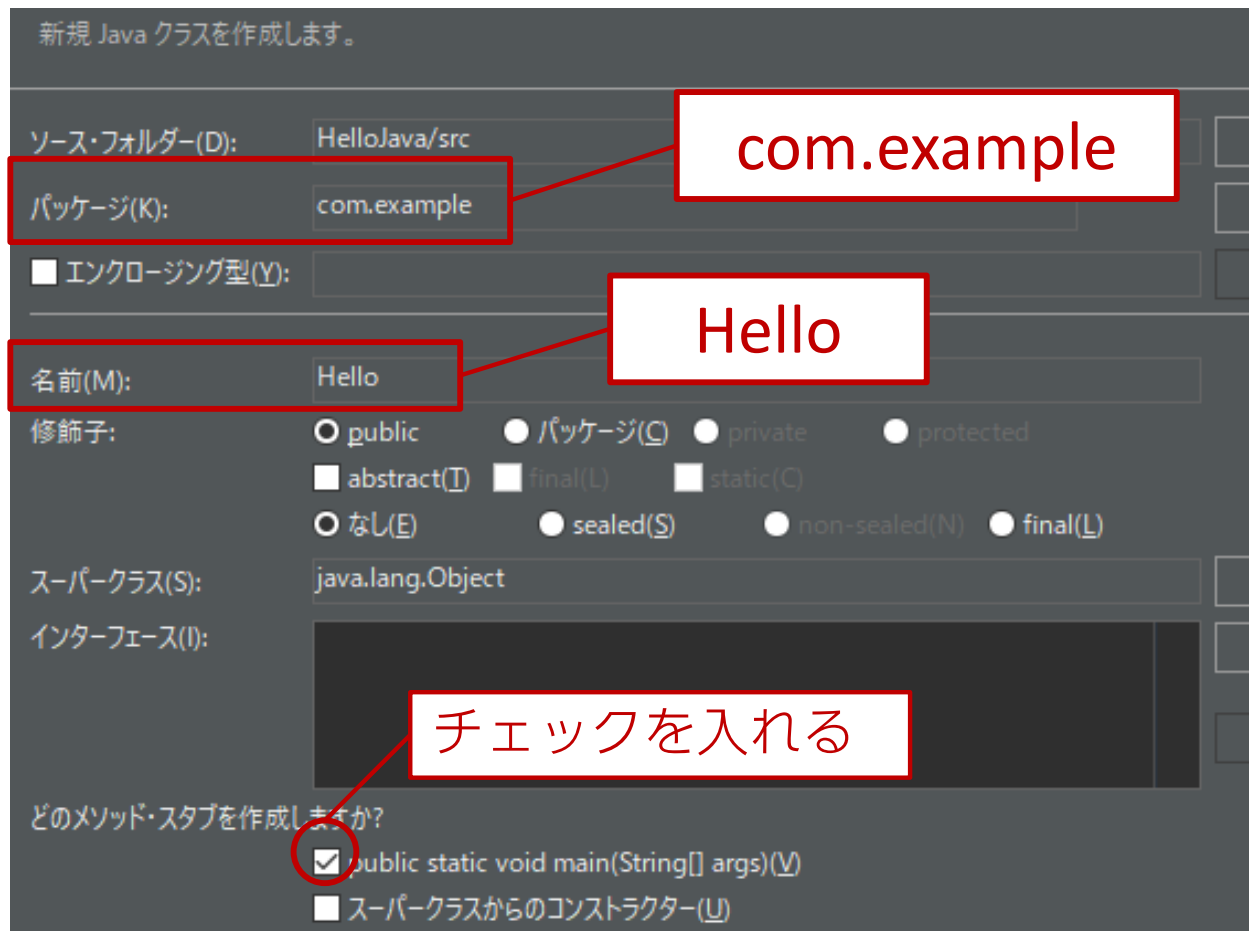 新規 Java クラスを作成します。
ソース・フォルダー(D): HelloJava/src
com.example
パッケージ(K): com.example
エンクロージング型(Y):
Hello
名前(M): Hello
修飾子: public パッケージ(C) private protected
abstract(T) final(L) static(C)
なし(E) sealed(S) non-sealed(N) final(L)
スーパークラス(S): java.lang.Object
インターフェース(I):
チェックを入れる
どのメソッド・スタブを作成しますか?
public static void main(String[] args)(V)
スーパークラスからのコンストラクター(U)